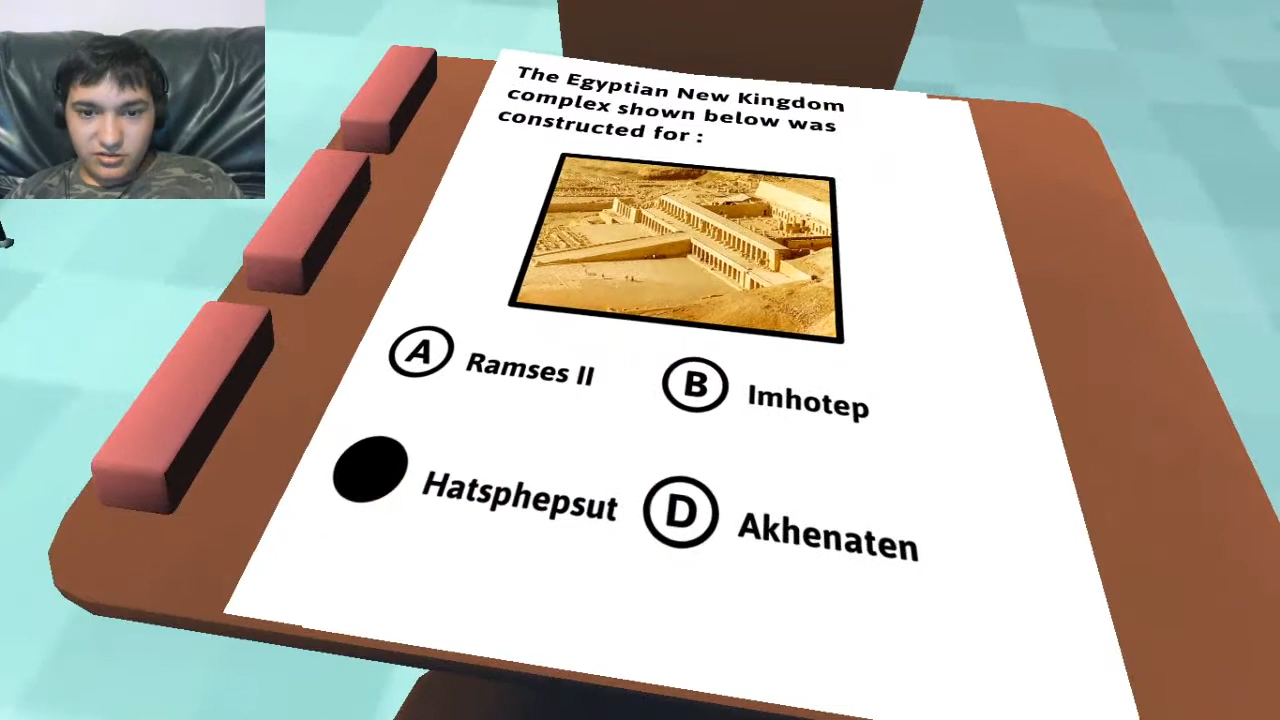 The Egyptian New Kingdom
complex shown below was
constructed for :
A Ramses II
B Imhotep
Hatsphepsut
D Akhenaten